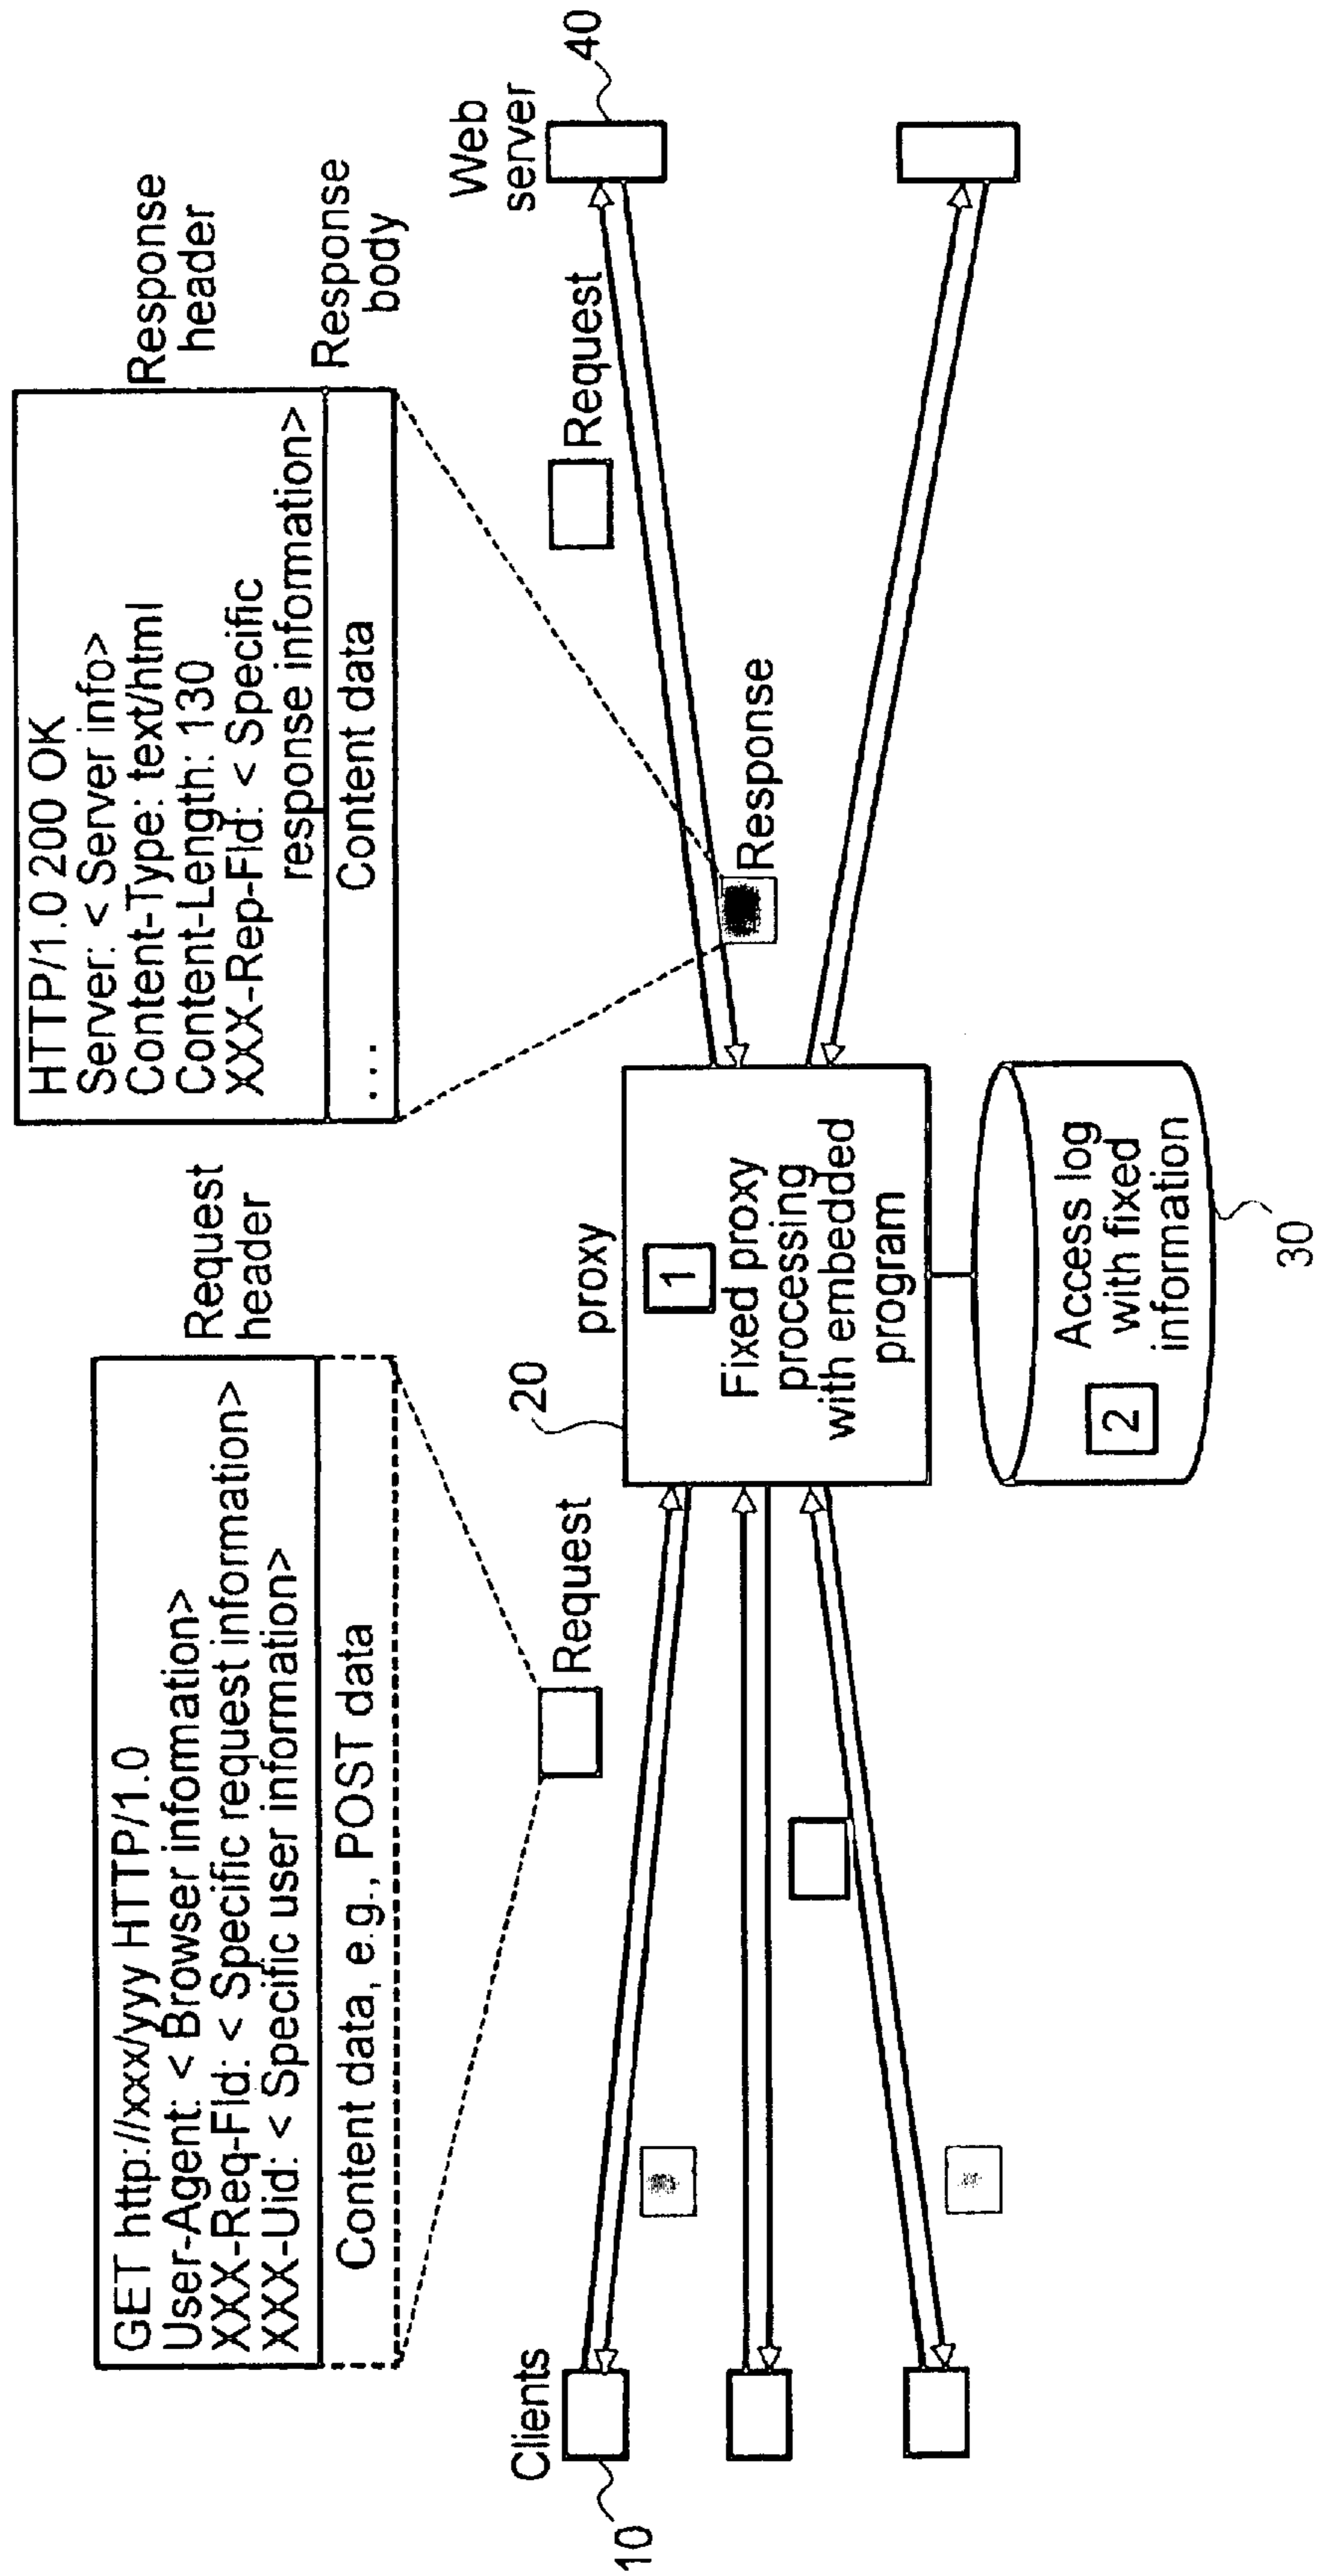 GET http://xxx/yyy HTTP/1.0
User-Agent: < Browser information>
XXX-Req-Fld: < Specific request information>
XXX-Uid: < Specific user information>
Content data, e.g., POST data
Request
header
HTTP/1.0 200 OK
Server: < Server info>
Content-Type: text/html
Content-Length: 130
XXX-Rep-Fld: < Specific
response information>
Content data
...
Response
header
Response
body
Clients
10
Request
20
proxy
1
Fixed proxy
processing
with embedded
program
2
Access log
with fixed
information
30
Response
Request
Web
server
40